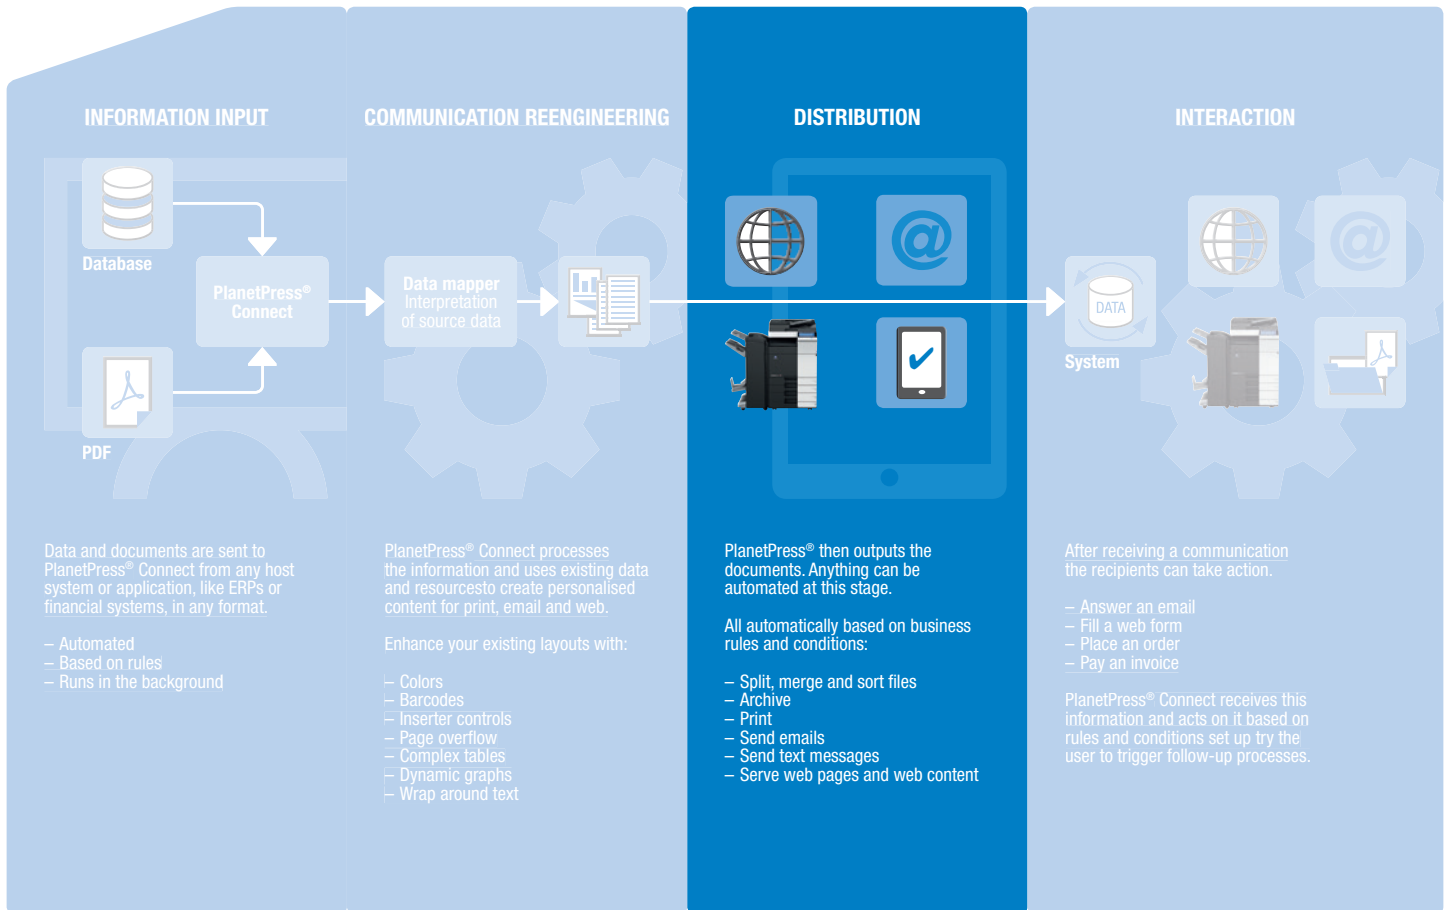 INFORMATION INPUT
Database
PlanetPress®
Connect
PDF
Data and documents are sent to
PlanetPress® Connect from any host
system or application, like ERPs or
financial systems, in any format.
– Automated
– Based on rules
– Runs in the background
COMMUNICATION REENGINEERING
Data mapper
Interpretation
of source data
PlanetPress® Connect processes
the information and uses existing data
and resourcesto create personalised
content for print, email and web.
Enhance your existing layouts with:
– Colors
– Barcodes
– Inserter controls
– Page overflow
– Complex tables
– Dynamic graphs
– Wrap around text
DISTRIBUTION
@
PlanetPress® then outputs the
documents. Anything can be
automated at this stage.
All automatically based on business
rules and conditions:
– Split, merge and sort files
– Archive
– Print
– Send emails
– Send text messages
– Serve web pages and web content
INTERACTION
DATA
System
@
After receiving a communication
the recipients can take action.
– Answer an email
– Fill a web form
– Place an order
– Pay an invoice
PlanetPress® Connect receives this
information and acts on it based on
rules and conditions set up try the
user to trigger follow-up processes.